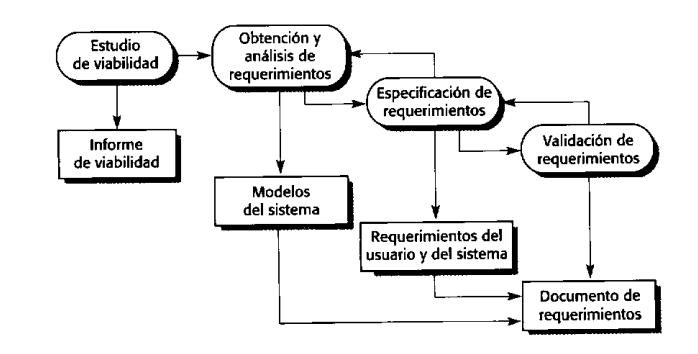 Estudio
de viabilidad
Obtención y
análisis de
requerimientos
Especificación de
requerimientos
Validación de
requerimientos
Informe
de viabilidad
Modelos
del sistema
Requerimientos del
usuario y del sistema
Documento de
requerimientos